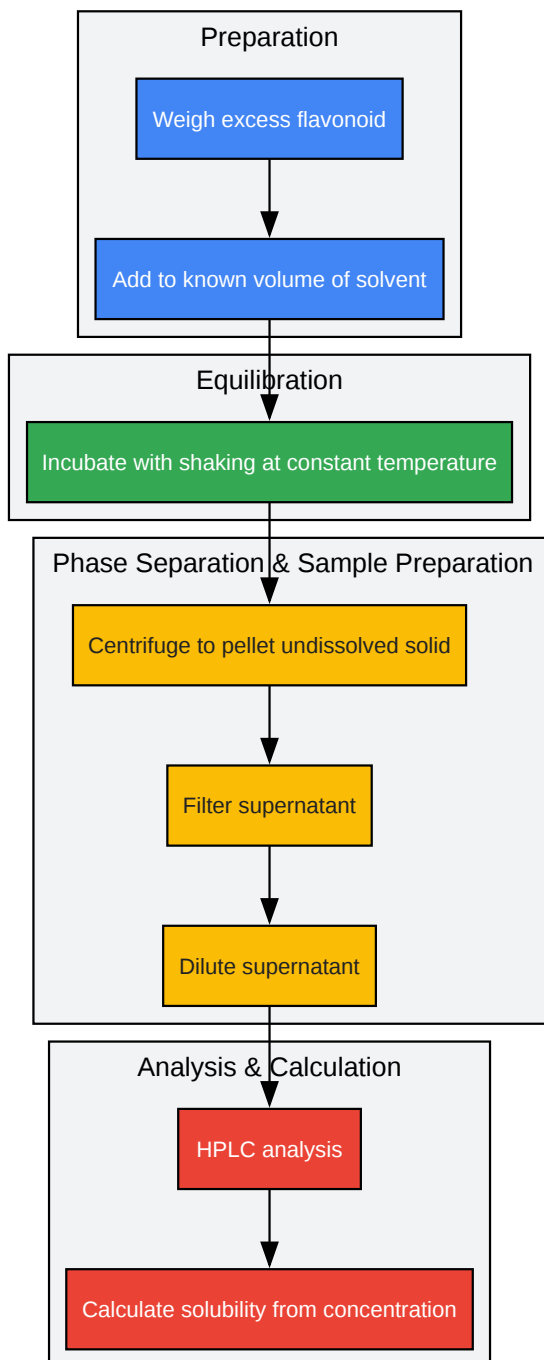 Preparation
Weigh excess flavonoid
Add to known volume of solvent
Equilibration
Incubate with shaking at constant temperature
Phase Separation & Sample Preparation
Centrifuge to pellet undissolved solid
Filter supernatant
Dilute supernatant
Analysis & Calculation
HPLC analysis
Calculate solubility from concentration